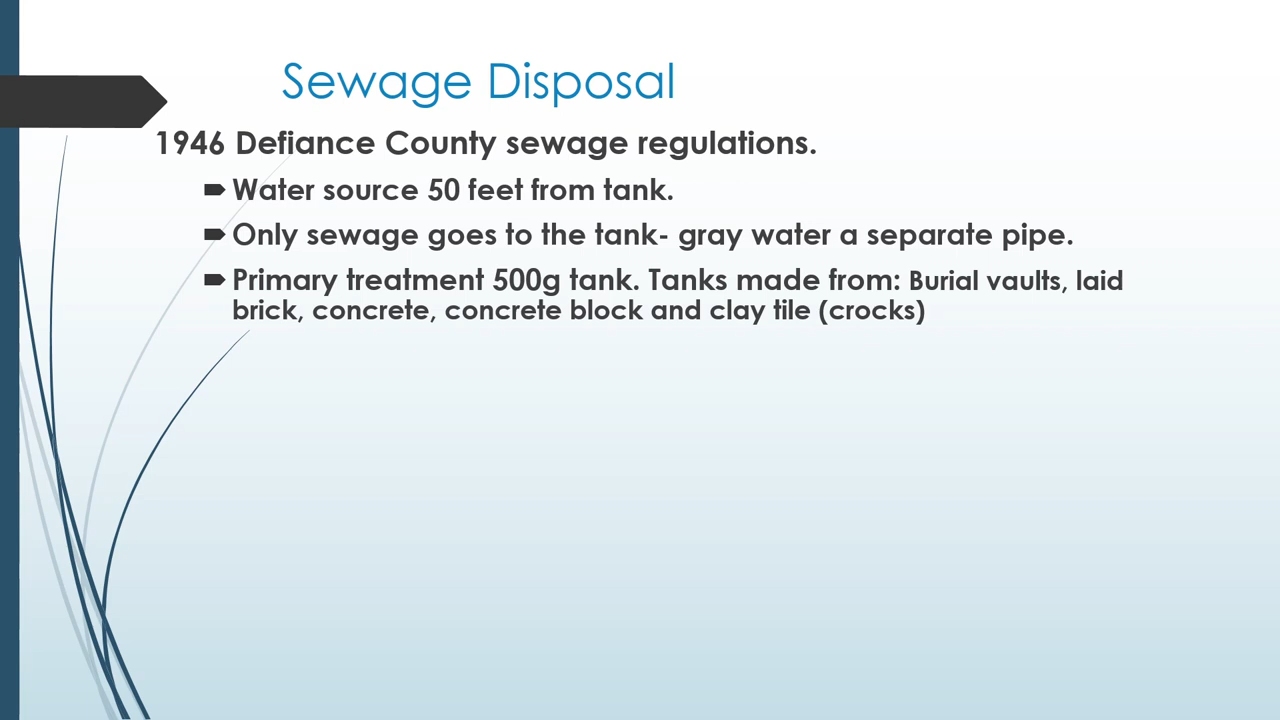 Sewage Disposal
1946 Defiance County sewage regulations.
Water source 50 feet from tank.
Only sewage goes to the tank- gray water a separate pipe.
Primary treatment 500g tank. Tanks made from: Burial vaults, laid
brick, concrete, concrete block and clay tile (crocks)